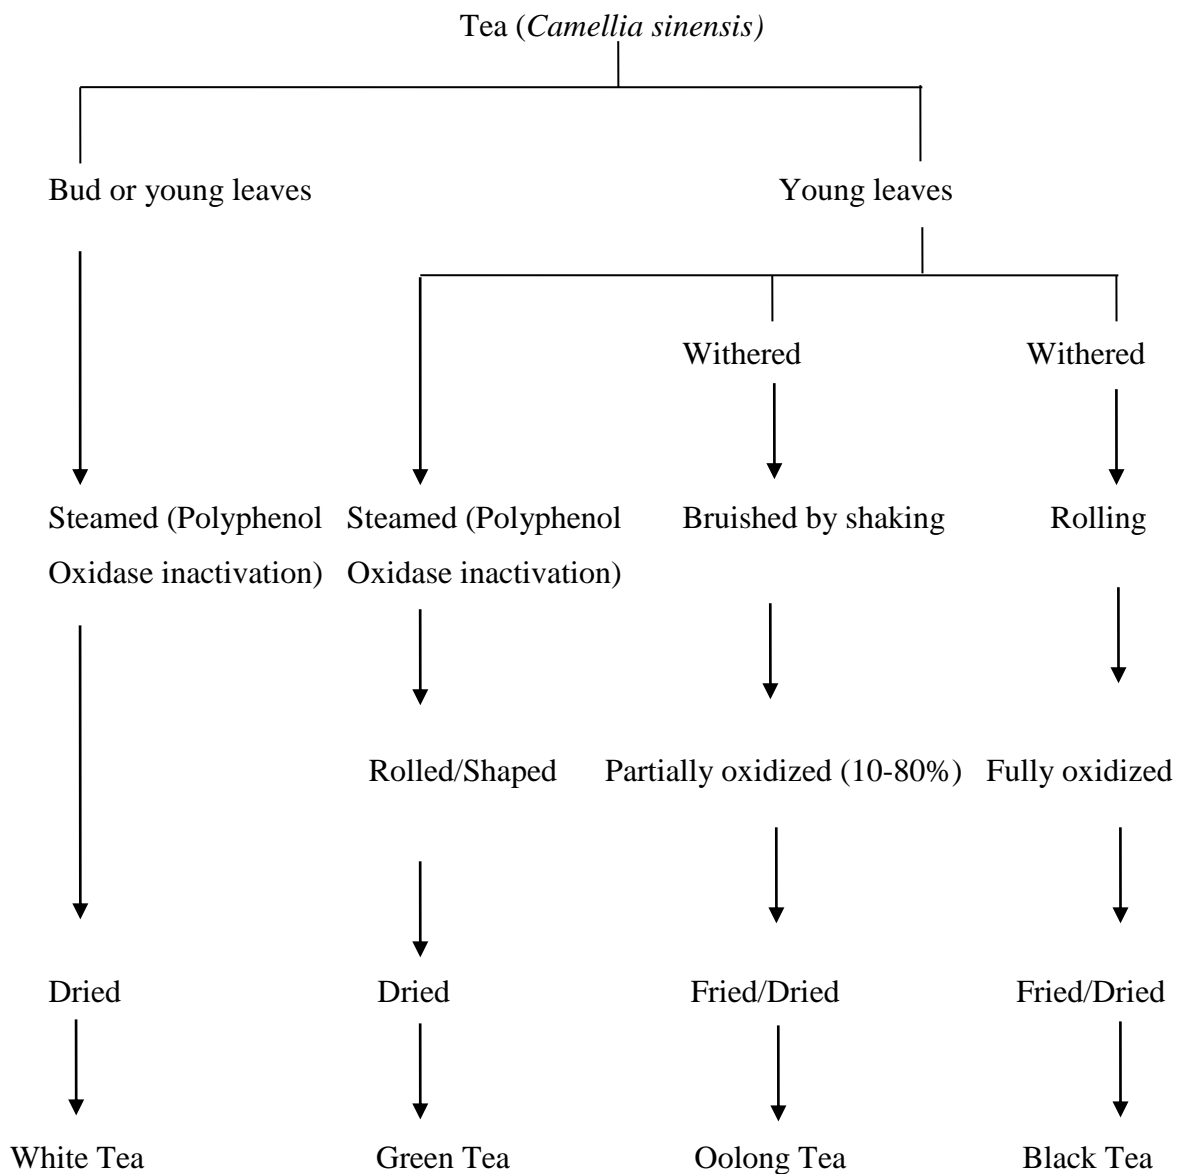 Tea (Camellia sinensis)
Bud or young leaves
Young leaves
Withered
Withered
Steamed (Polyphenol
Oxidase inactivation)
Steamed (Polyphenol
Oxidase inactivation)
Bruished by shaking
Rolling
Rolled/Shaped
Partially oxidized (10-80%)
Fully oxidized
Dried
Dried
Fried/Dried
Fried/Dried
White Tea
Green Tea
Oolong Tea
Black Tea